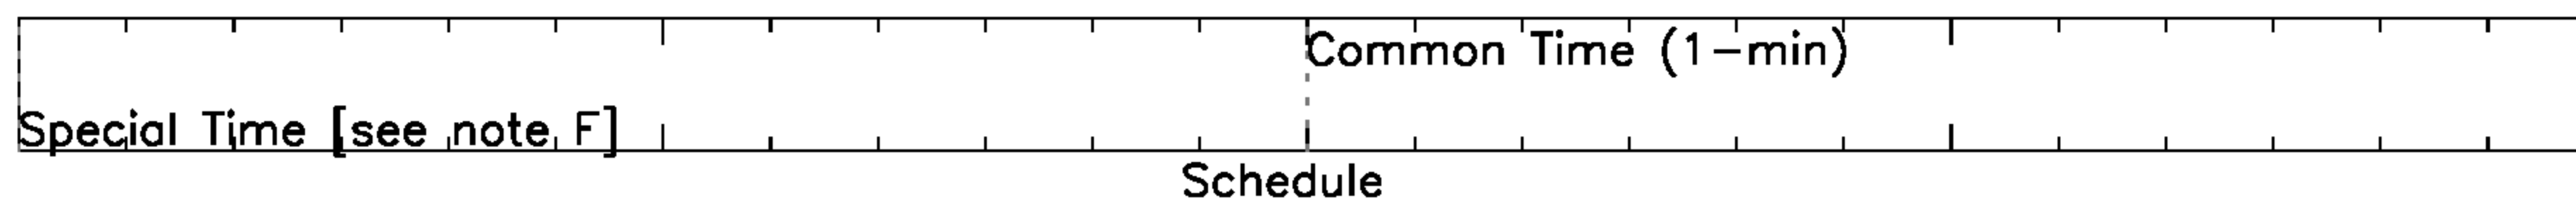 Common Time (1-min)
Special Time [see note F]
Schedule